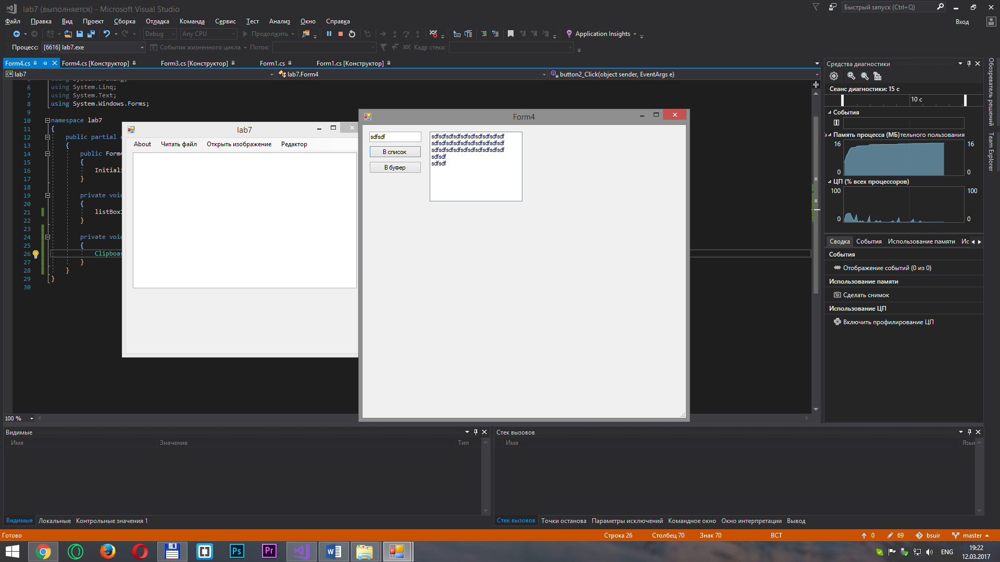 lab7 (выполняется) - Microsoft Visual Studio
Быстрый запуск (Ctrl+Q)
Файл Правка Вид Проект Сборка Отладка Команда Сервис Тест Анализ Окно Справка
Вход
Debug Any CPU Продолжить Application Insights
Процесс: [6616] lab7.exe События жизненного цикла Поток: Кадр стека:
Form4.cs Form4.cs [Конструктор] Form3.cs [Конструктор] Form1.cs Form1.cs [Конструктор]
lab7 lab7.Form4 button2_Click(object sender, EventArgs e)
6 using System.Linq;
7 using System.Text;
8 using System.Windows.Forms;
9
10 namespace lab7
11 {
12 public partial
13 {
14 public Form4
15 {
16 Initiali
17 }
18
19 private void
20 {
21 listBox1
22 }
23
24 private void
25 {
26 Clipboar
27 }
28 }
29 }
30
100 %
lab7
About Читать файл Открыть изображение Редактор
Form4
sdfsdf
В список
В буфер
sdfsdfsdfsdfsdfsdfsdfsdfsdfsdf
sdfsdfsdfsdfsdfsdfsdfsdfsdfsdf
sdfsdfsdfsdfsdfsdfsdfsdfsdfsdf
sdfsdf
sdfsdf
Средства диагностики
Сеанс диагностики: 15 с
10 с
События
Память процесса (МБ)тельного пользования
16 16
0 0
ЦП (% всех процессоров)
100 100
0 0
Сводка События Использование памяти Ис
События
Отображение событий (0 из 0)
Использование памяти
Сделать снимок
Использование ЦП
Включить профилирование ЦП
Обозреватель решений
Team Explorer
Видимые
Имя Значение Тип
Видимые Локальные Контрольные значения 1
Стек вызовов
Имя Язык
Стек вызовов Точки останова Параметры исключений Командное окно Окно интерпретации Вывод
Готово Строка 26 Столбец 70 Знак 70 ВСТ 0 69 bsuir master
Ps Pr W
ENG
19:22
12.03.2017